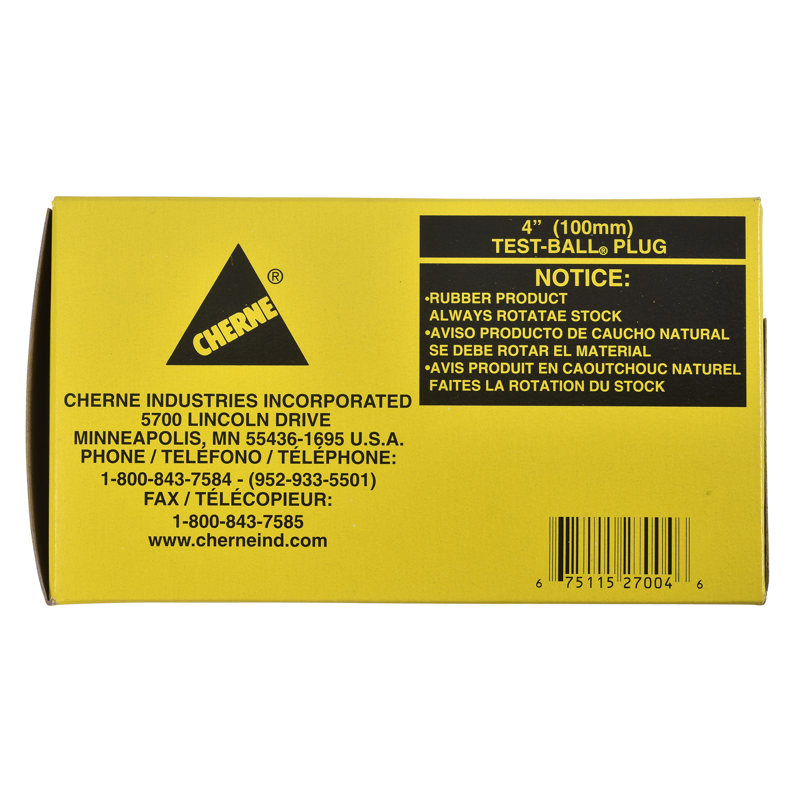 CHERNE ®
CHERNE INDUSTRIES INCORPORATED
5700 LINCOLN DRIVE
MINNEAPOLIS, MN 55436-1695 U.S.A.
PHONE / TELÉFONO / TÉLÉPHONE:
1-800-843-7584 - (952-933-5501)
FAX / TÉLÉCOPIEUR:
1-800-843-7585
www.cherneind.com
4” (100mm)
TEST-BALL® PLUG
NOTICE:
•RUBBER PRODUCT
ALWAYS ROTATAE STOCK
•AVISO PRODUCTO DE CAUCHO NATURAL
SE DEBE ROTAR EL MATERIAL
•AVIS PRODUIT EN CAOUTCHOUC NATUREL
FAITES LA ROTATION DU STOCK
6 75115 27004 6